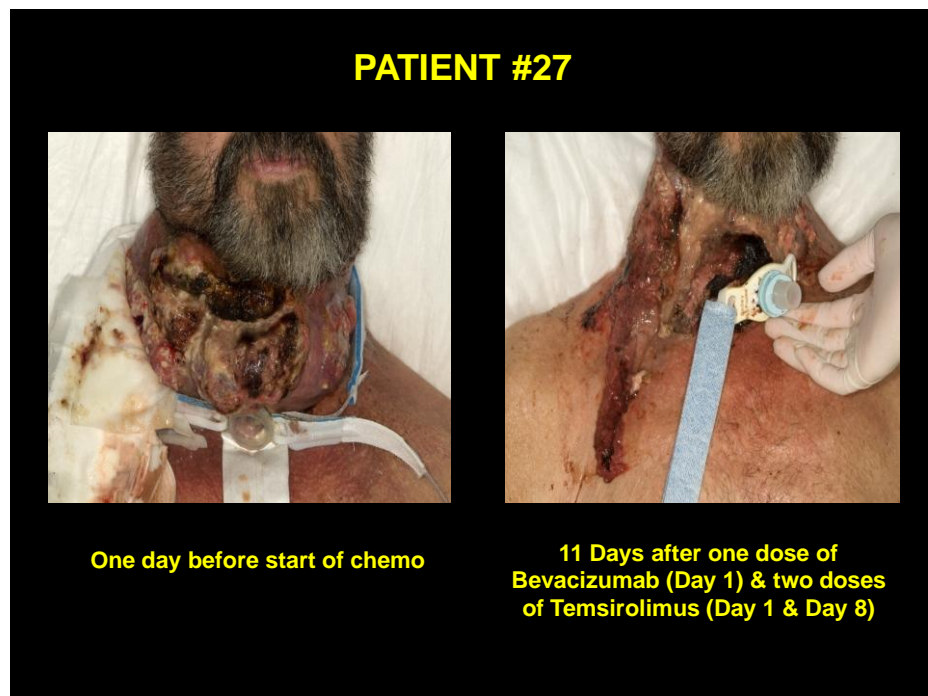 PATIENT #27
One day before start of chemo
11 Days after one dose of
Bevacizumab (Day 1) & two doses
of Temsirolimus (Day 1 & Day 8)